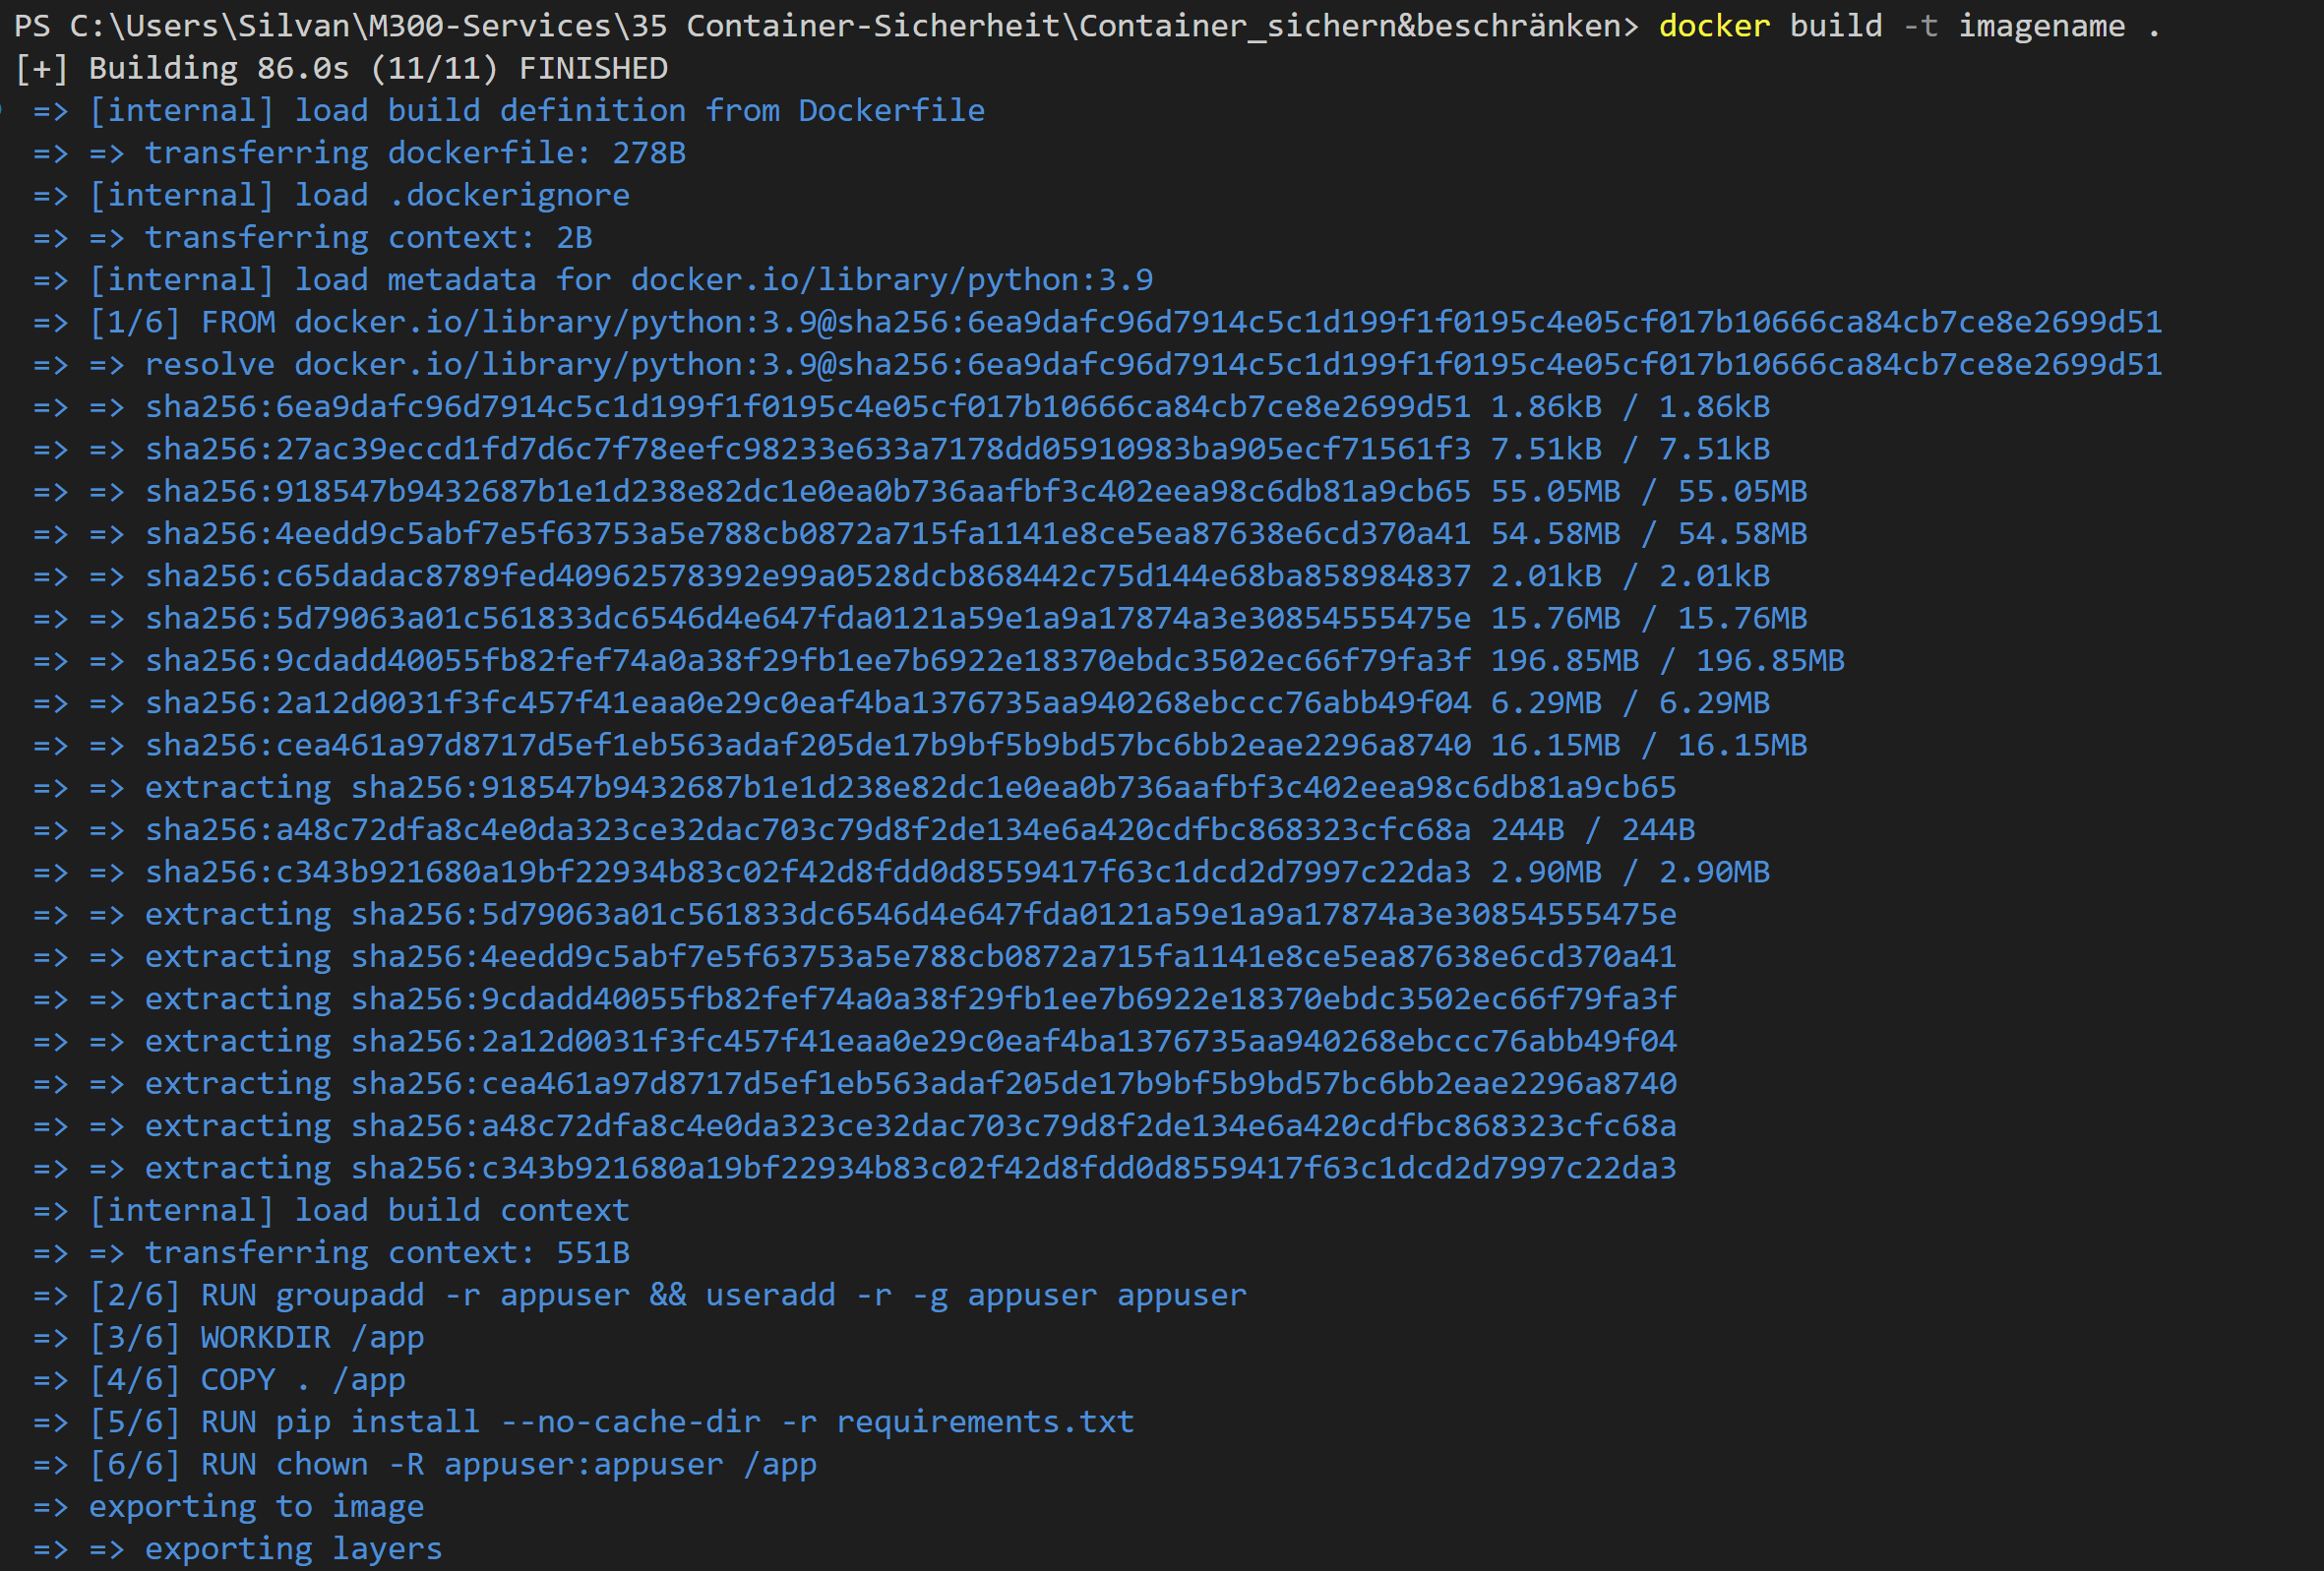 PS C:\Users\Silvan\M300-Services\35 Container-Sicherheit\Container_sichern&beschränken> docker build -t imagename .
[+] Building 86.0s (11/11) FINISHED
=> [internal] load build definition from Dockerfile
=> => transferring dockerfile: 278B
=> [internal] load .dockerignore
=> => transferring context: 2B
=> [internal] load metadata for docker.io/library/python:3.9
=> [1/6] FROM docker.io/library/python:3.9@sha256:6ea9dafc96d7914c5c1d199f1f0195c4e05cf017b10666ca84cb7ce8e2699d51
=> => resolve docker.io/library/python:3.9@sha256:6ea9dafc96d7914c5c1d199f1f0195c4e05cf017b10666ca84cb7ce8e2699d51
=> => sha256:6ea9dafc96d7914c5c1d199f1f0195c4e05cf017b10666ca84cb7ce8e2699d51 1.86kB / 1.86kB
=> => sha256:27ac39eccd1fd7d6c7f78eefc98233e633a7178dd05910983ba905ecf71561f3 7.51kB / 7.51kB
=> => sha256:918547b9432687b1e1d238e82dc1e0ea0b736aafbf3c402eea98c6db81a9cb65 55.05MB / 55.05MB
=> => sha256:4eedd9c5abf7e5f63753a5e788cb0872a715fa1141e8ce5ea87638e6cd370a41 54.58MB / 54.58MB
=> => sha256:c65dadac8789fed40962578392e99a0528dcb868442c75d144e68ba858984837 2.01kB / 2.01kB
=> => sha256:5d79063a01c561833dc6546d4e647fda0121a59e1a9a17874a3e30854555475e 15.76MB / 15.76MB
=> => sha256:9cdadd40055fb82fef74a0a38f29fb1ee7b6922e18370ebdc3502ec66f79fa3f 196.85MB / 196.85MB
=> => sha256:2a12d0031f3fc457f41eaa0e29c0eaf4ba1376735aa940268ebccc76abb49f04 6.29MB / 6.29MB
=> => sha256:cea461a97d8717d5ef1eb563adaf205de17b9bf5b9bd57bc6bb2eae2296a8740 16.15MB / 16.15MB
=> => extracting sha256:918547b9432687b1e1d238e82dc1e0ea0b736aafbf3c402eea98c6db81a9cb65
=> => sha256:a48c72dfa8c4e0da323ce32dac703c79d8f2de134e6a420cdfbc868323cfc68a 244B / 244B
=> => sha256:c343b921680a19bf22934b83c02f42d8fdd0d8559417f63c1dcd2d7997c22da3 2.90MB / 2.90MB
=> => extracting sha256:5d79063a01c561833dc6546d4e647fda0121a59e1a9a17874a3e30854555475e
=> => extracting sha256:4eedd9c5abf7e5f63753a5e788cb0872a715fa1141e8ce5ea87638e6cd370a41
=> => extracting sha256:9cdadd40055fb82fef74a0a38f29fb1ee7b6922e18370ebdc3502ec66f79fa3f
=> => extracting sha256:2a12d0031f3fc457f41eaa0e29c0eaf4ba1376735aa940268ebccc76abb49f04
=> => extracting sha256:cea461a97d8717d5ef1eb563adaf205de17b9bf5b9bd57bc6bb2eae2296a8740
=> => extracting sha256:a48c72dfa8c4e0da323ce32dac703c79d8f2de134e6a420cdfbc868323cfc68a
=> => extracting sha256:c343b921680a19bf22934b83c02f42d8fdd0d8559417f63c1dcd2d7997c22da3
=> [internal] load build context
=> => transferring context: 551B
=> [2/6] RUN groupadd -r appuser && useradd -r -g appuser appuser
=> [3/6] WORKDIR /app
=> [4/6] COPY . /app
=> [5/6] RUN pip install --no-cache-dir -r requirements.txt
=> [6/6] RUN chown -R appuser:appuser /app
=> exporting to image
=> => exporting layers